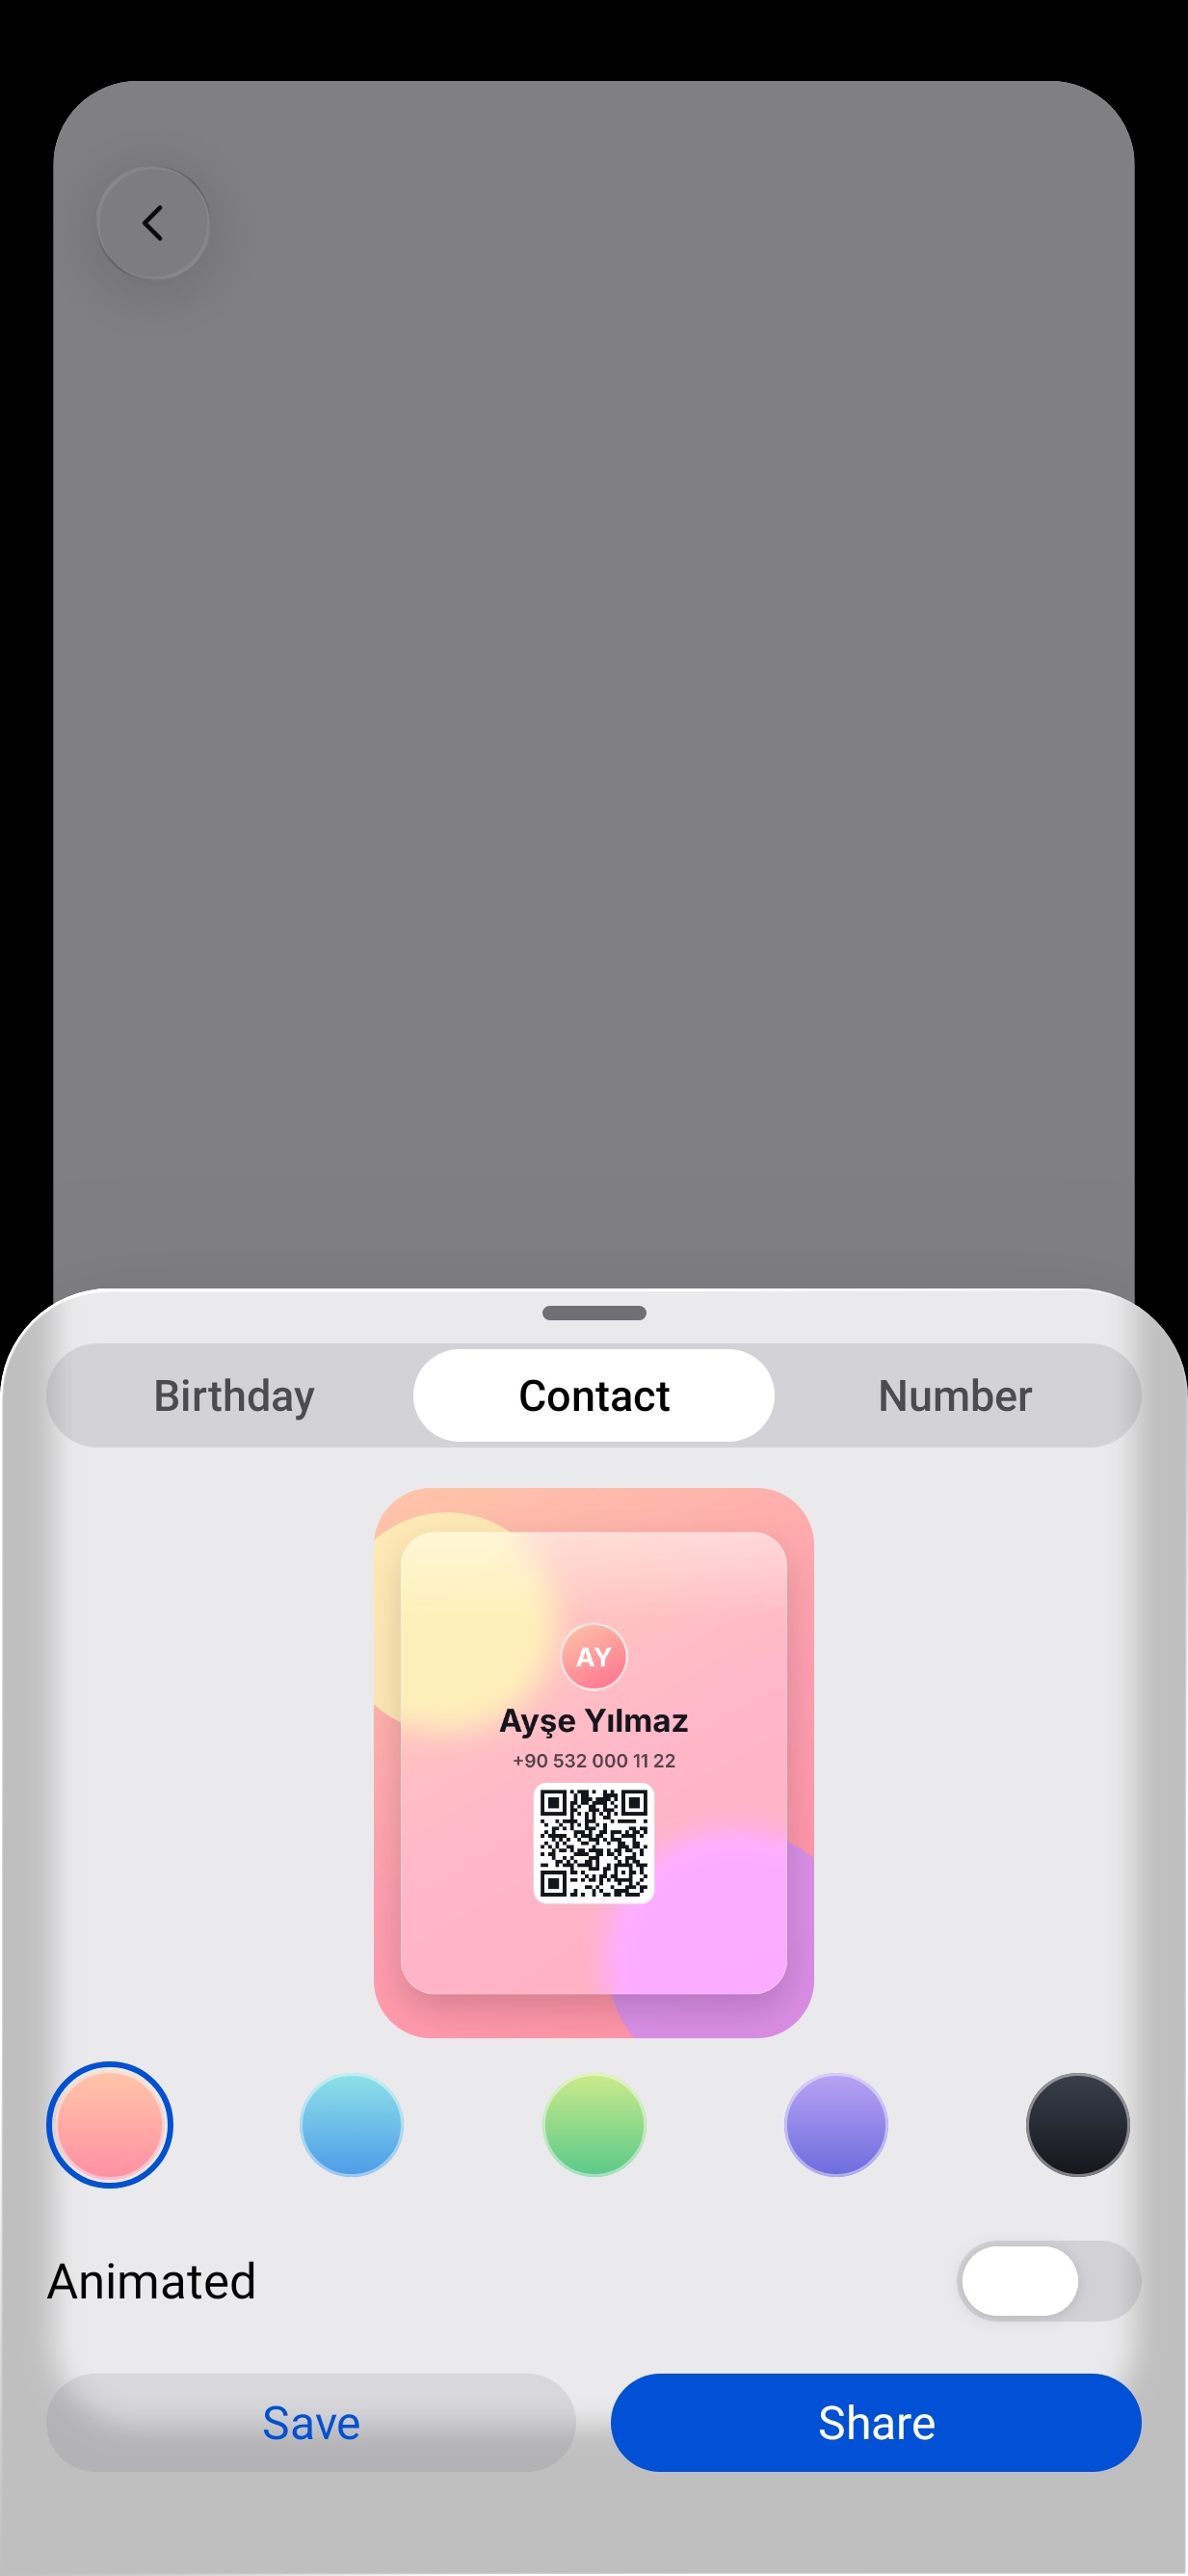 Birthday
Contact
Number
AY
Ayşe Yılmaz
+90 532 000 11 22
Animated
Save
Share